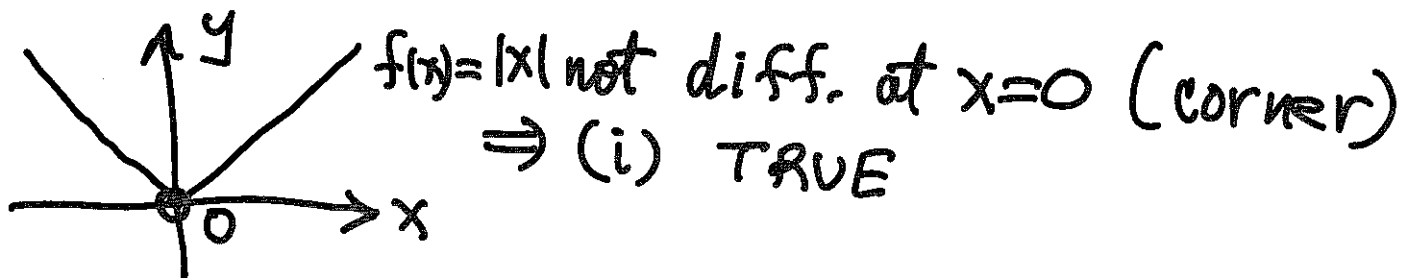 y
f(x)=|x| not diff. at x=0 (corner)
⇒ (i) TRUE
0
x